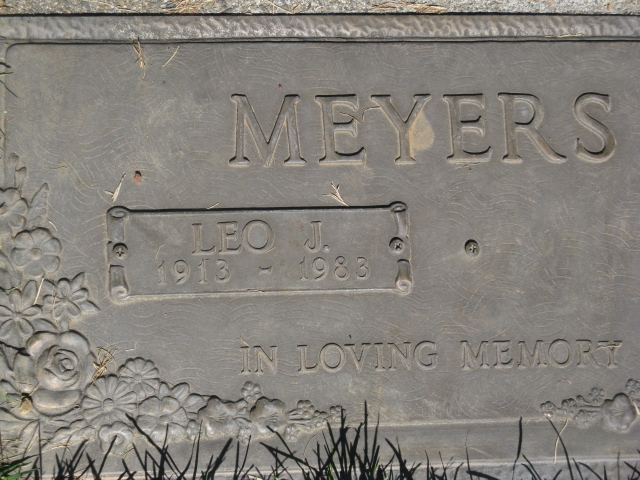 MEYERS
LEO J.
1913 - 1983
IN LOVING MEMORY